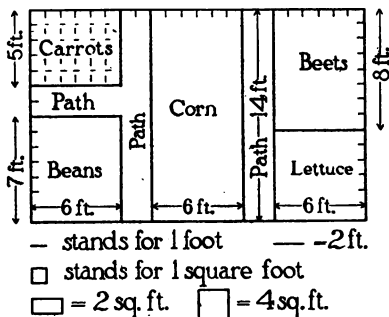 5 ft.
Carrots
Path
7 ft.
Beans
6 ft.
Path
Corn
6 ft.
Path
14 ft.
Beets
8 ft.
Lettuce
6 ft.
— stands for 1 foot — -2 ft.
□ stands for 1 square foot
= 2 sq. ft. = 4 sq. ft.